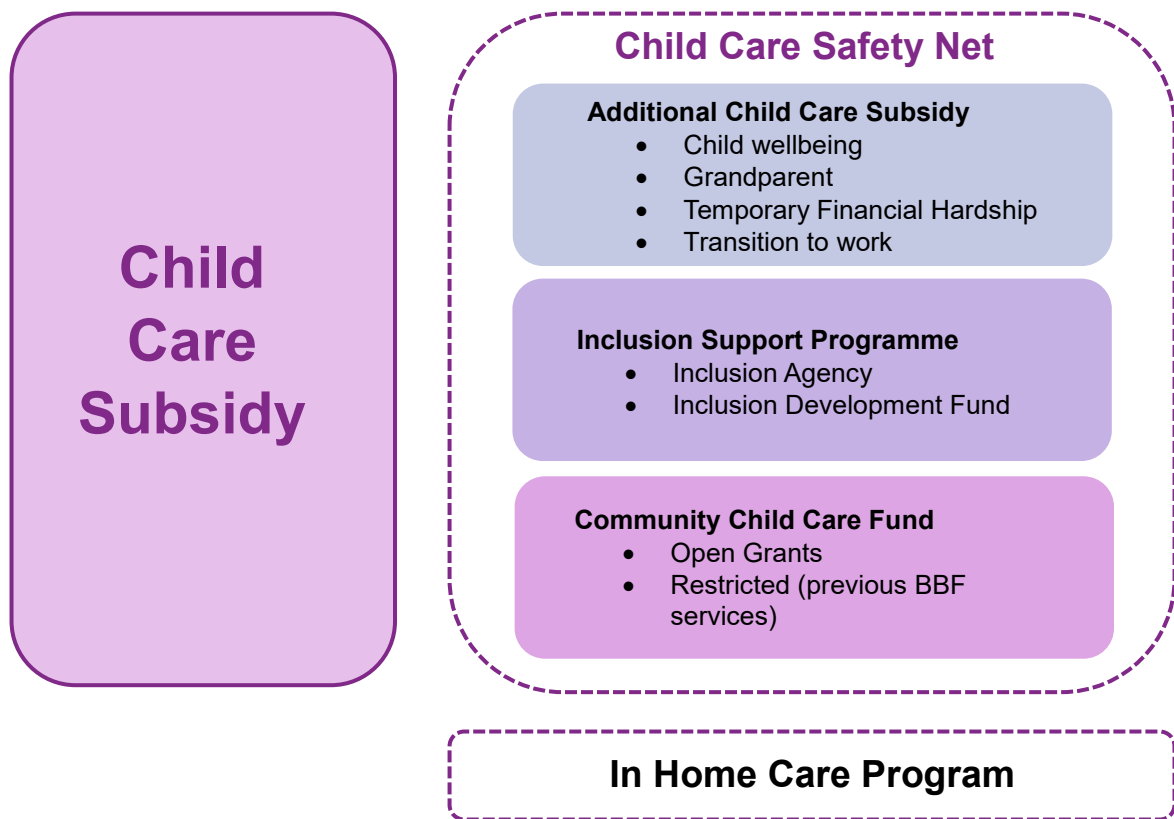 Child
Care
Subsidy
Child Care Safety Net
Additional Child Care Subsidy
• Child wellbeing
• Grandparent
• Temporary Financial Hardship
• Transition to work
Inclusion Support Programme
• Inclusion Agency
• Inclusion Development Fund
Community Child Care Fund
• Open Grants
• Restricted (previous BBF
services)
In Home Care Program